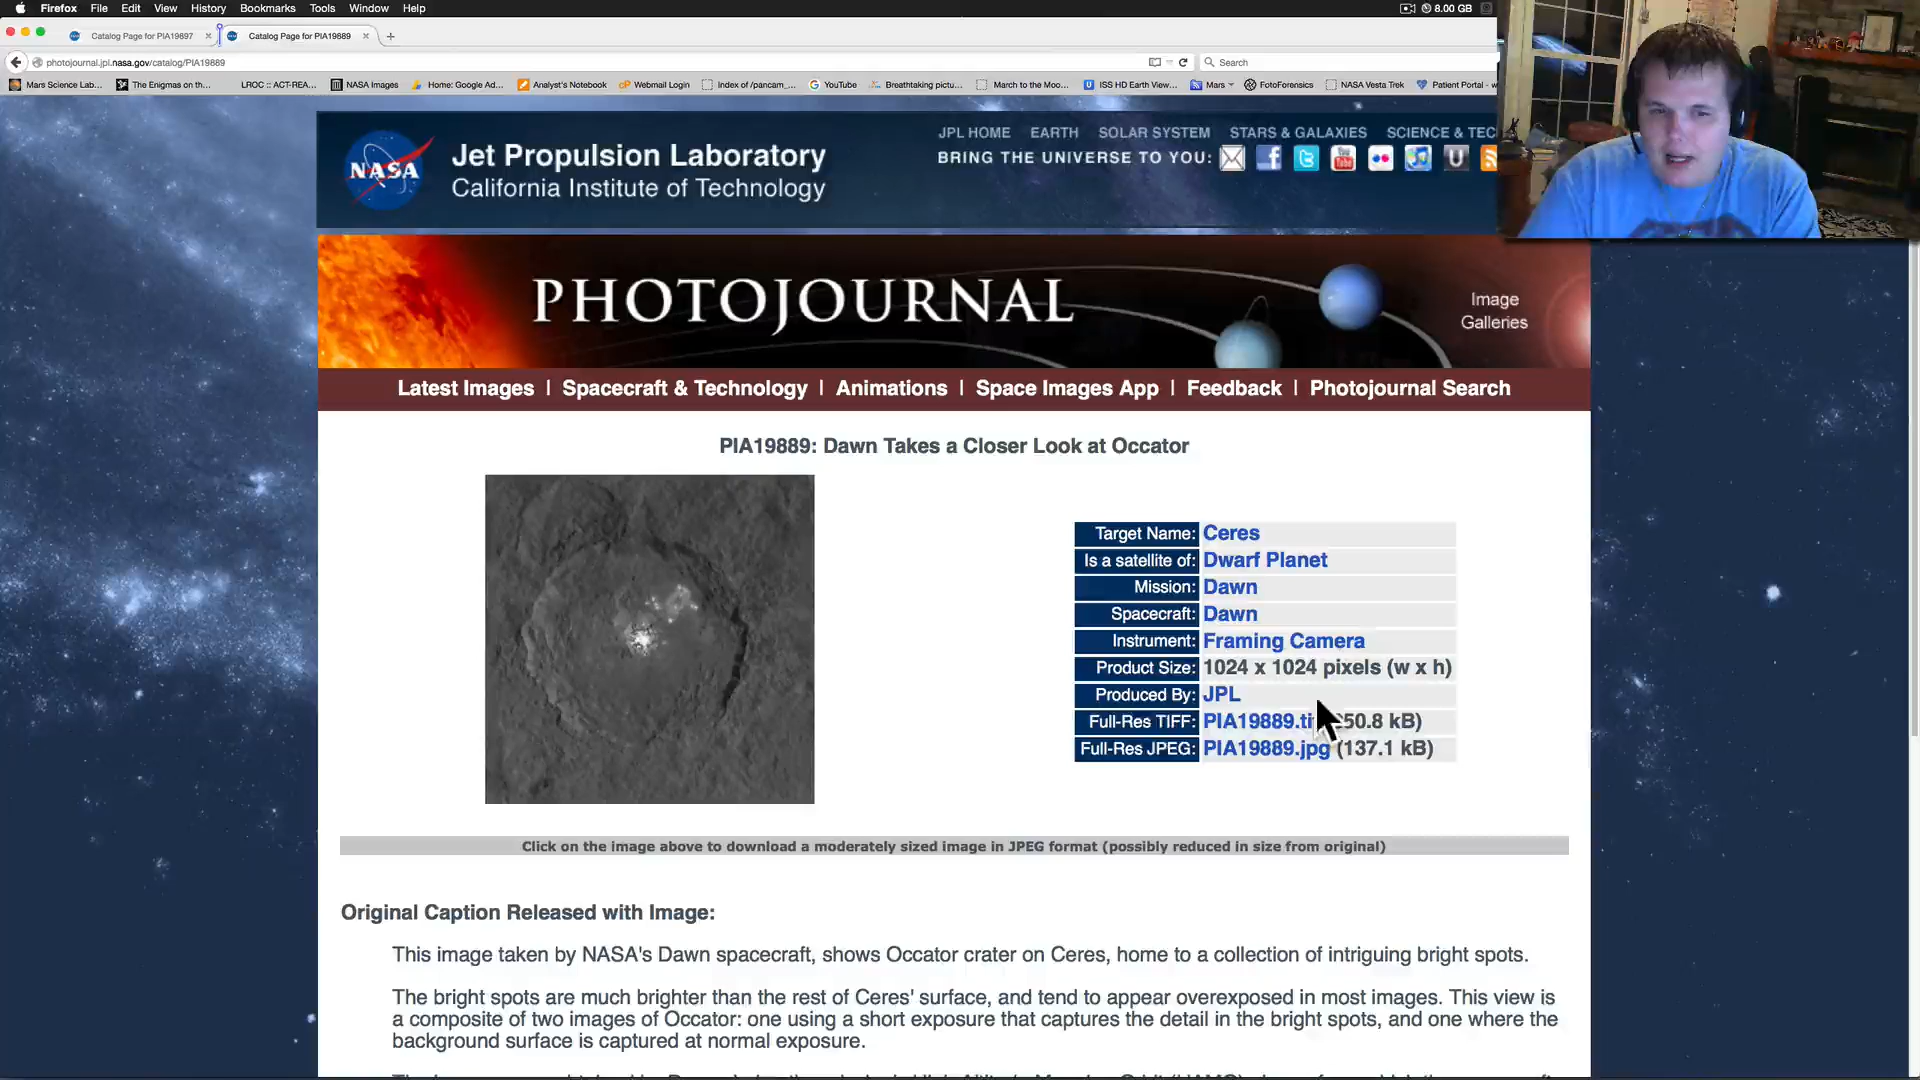 Firefox File Edit View History Bookmarks Tools Window Help 8.00 GB
Catalog Page for PIA19697 × Catalog Page for PIA19889 × +
photojournal.jpl.nasa.gov/catalog/PIA19889 Search
Mars Science Lab... The Enigmas on th... LROC :: ACT-REA... NASA Images Home: Google Ad... Analyst's Notebook Webmail Login Index of /pancam_... YouTube Breathtaking pictu... March to the Moo... ISS HD Earth View... Mars FotoForensics NASA Vesta Trek Patient Portal - w
NASA
Jet Propulsion Laboratory
California Institute of Technology
JPL HOME EARTH SOLAR SYSTEM STARS & GALAXIES SCIENCE & TEC
BRING THE UNIVERSE TO YOU:
PHOTOJOURNAL
Image
Galleries
Latest Images | Spacecraft & Technology | Animations | Space Images App | Feedback | Photojournal Search
PIA19889: Dawn Takes a Closer Look at Occator
Target Name: Ceres
Is a satellite of: Dwarf Planet
Mission: Dawn
Spacecraft: Dawn
Instrument: Framing Camera
Product Size: 1024 x 1024 pixels (w x h)
Produced By: JPL
Full-Res TIFF: PIA19889.ti 50.8 kB)
Full-Res JPEG: PIA19889.jpg (137.1 kB)
Click on the image above to download a moderately sized image in JPEG format (possibly reduced in size from original)
Original Caption Released with Image:
This image taken by NASA's Dawn spacecraft, shows Occator crater on Ceres, home to a collection of intriguing bright spots.
The bright spots are much brighter than the rest of Ceres' surface, and tend to appear overexposed in most images. This view is
a composite of two images of Occator: one using a short exposure that captures the detail in the bright spots, and one where the
background surface is captured at normal exposure.